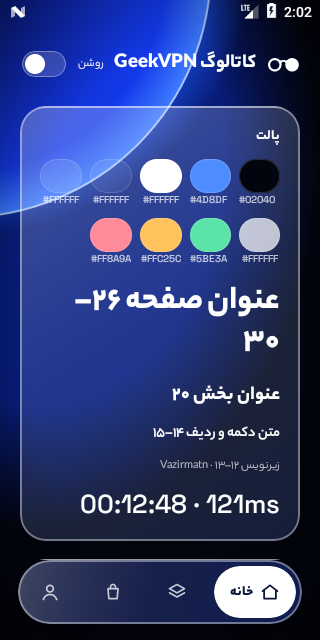 2:02
LTE
کاتالوگ GeekVPN
روشن
پالت
#02040 #4D8DF #FFFFFF #FFFFFF #FFFFFF
#FFFFFF #5BE3A #FFC25C #FF8A9A
عنوان صفحه ۲۶–
۳۰
عنوان بخش ۲۰
متن دکمه و ردیف ۱۴–۱۵
زیرنویس ۱۲–۱۳ · Vazirmatn
00:12:48 · 121ms
خانه